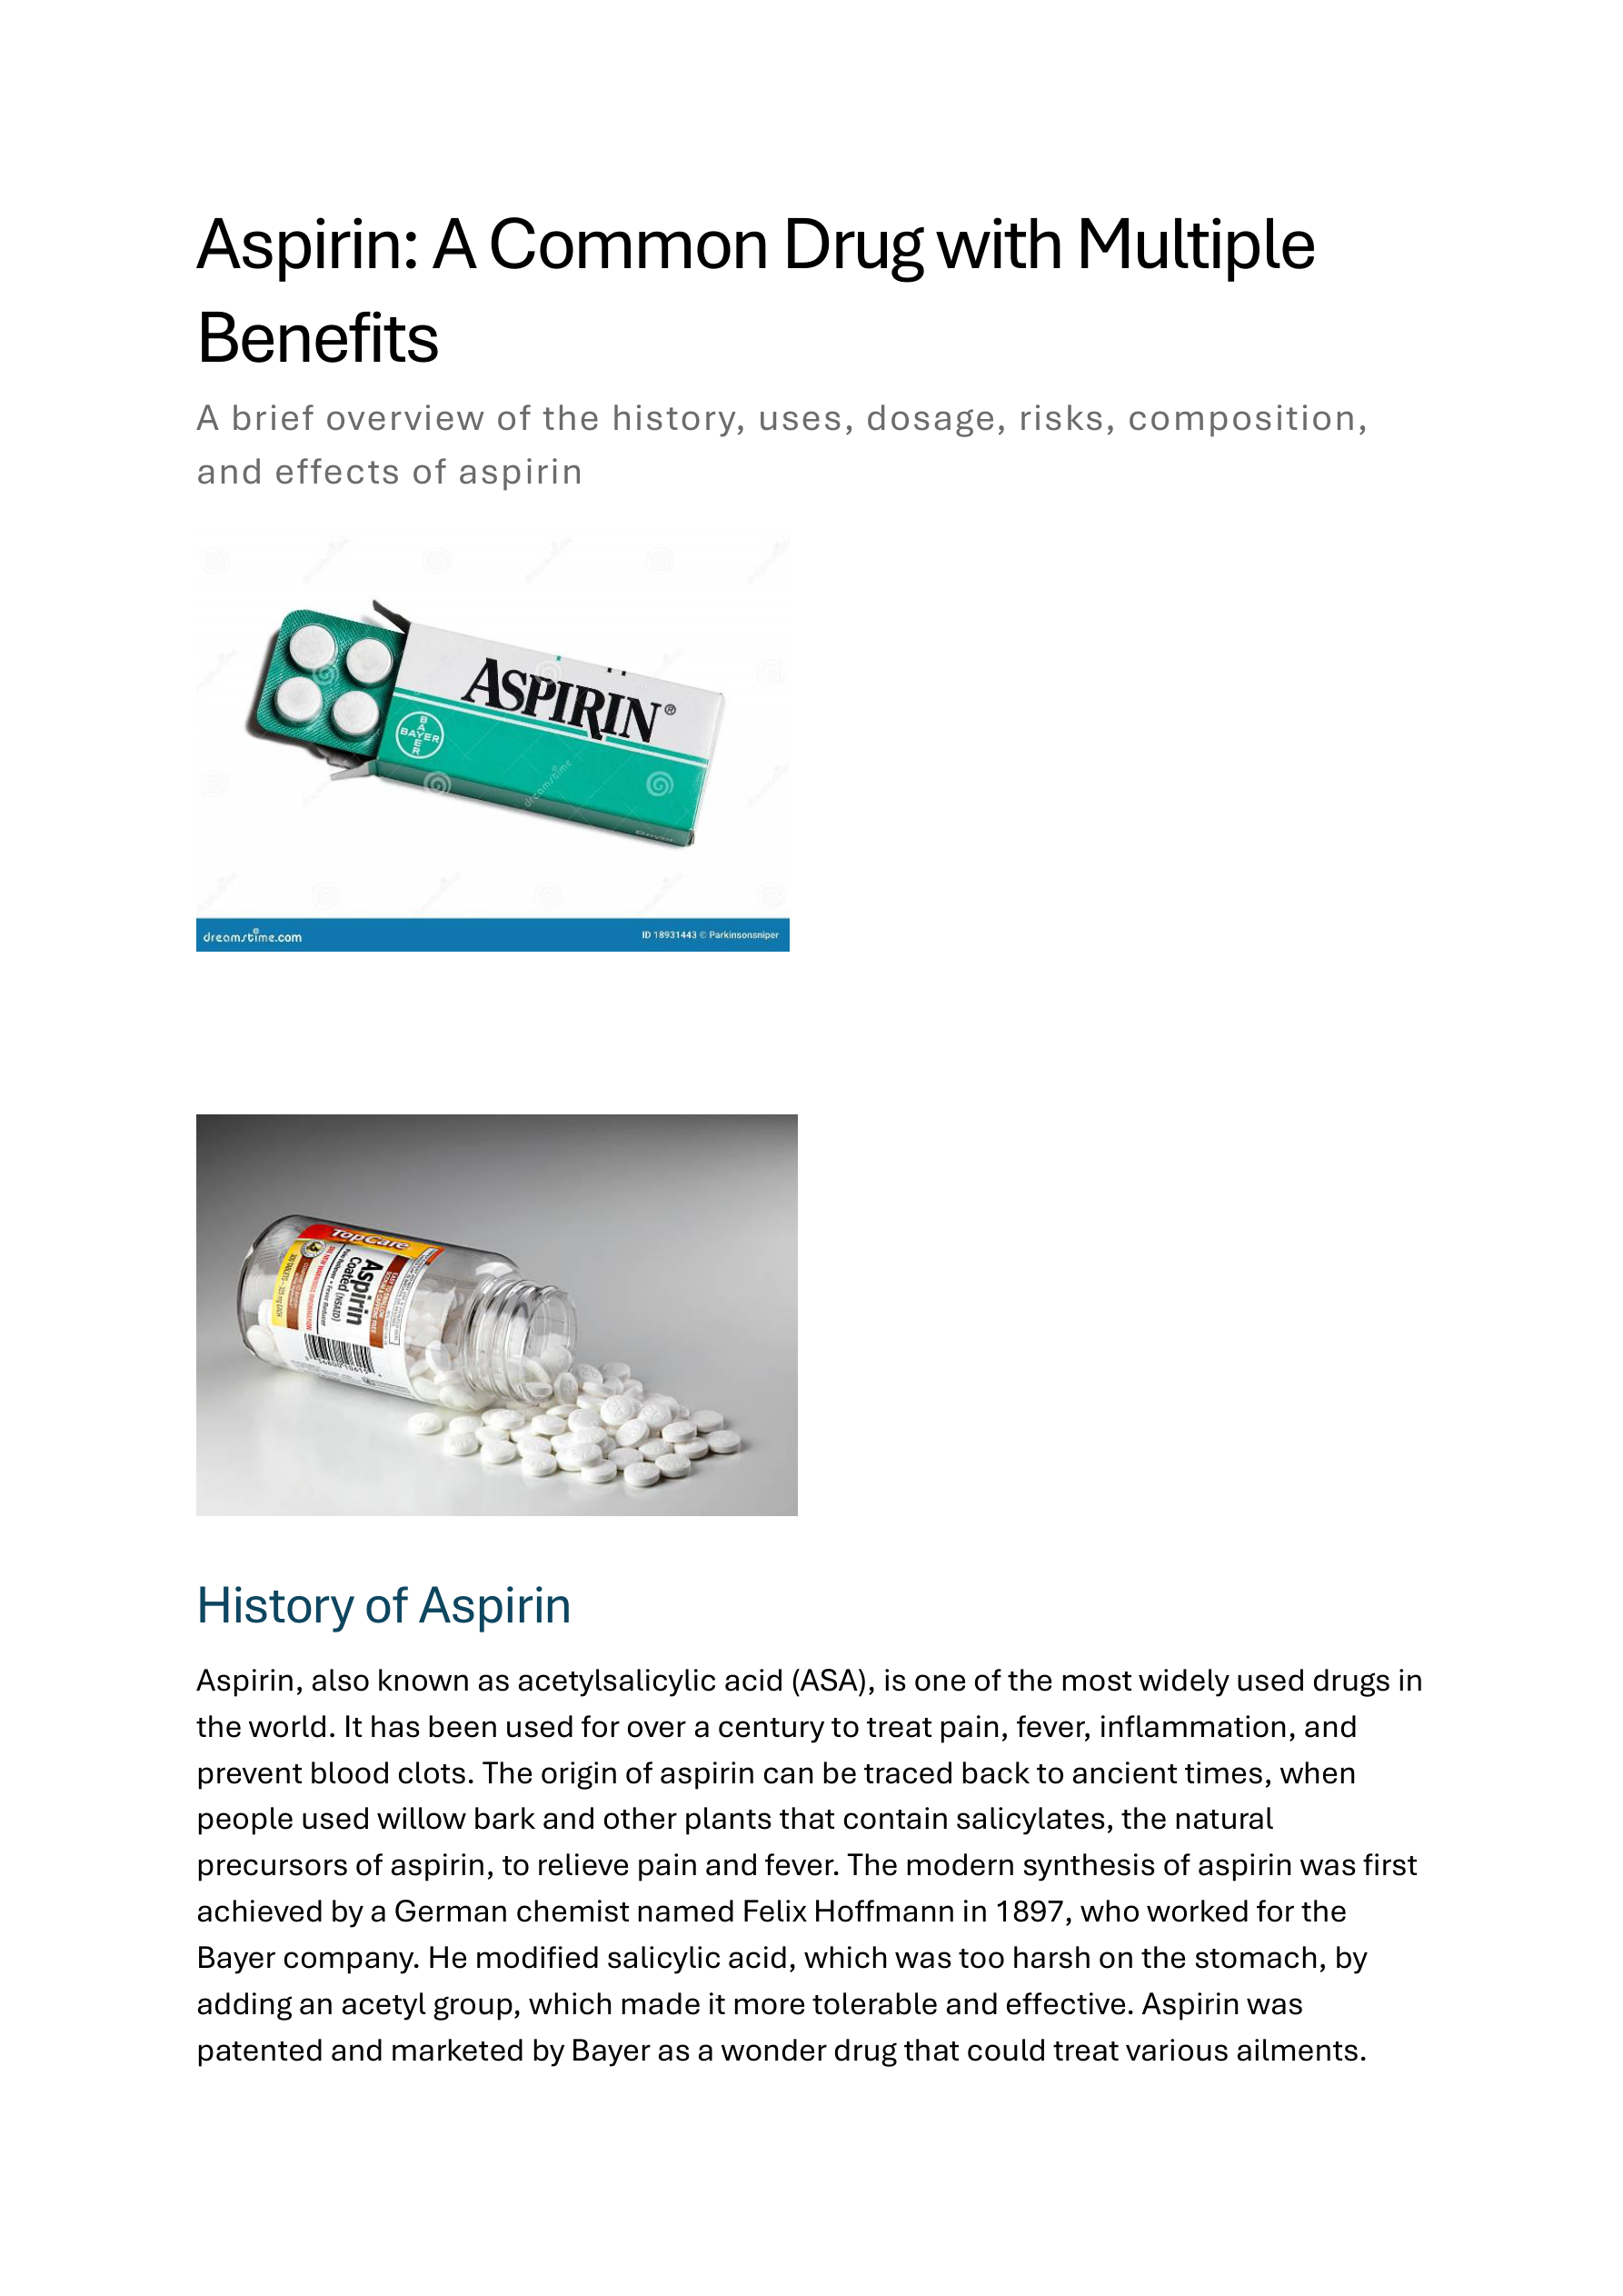 Aspirin: A Common Drug with Multiple
Benefits
A brief overview of the history, uses, dosage, risks, composition,
and effects of aspirin
ASPIRIN®
BAYER
BAYER
dreamstime
dreamstime.com
ID 18931443 © Parkinsonsniper
TopCare
Aspirin
Coated (NSAID)
Pain Reliever • Fever Reducer
History of Aspirin
Aspirin, also known as acetylsalicylic acid (ASA), is one of the most widely used drugs in
the world. It has been used for over a century to treat pain, fever, inflammation, and
prevent blood clots. The origin of aspirin can be traced back to ancient times, when
people used willow bark and other plants that contain salicylates, the natural
precursors of aspirin, to relieve pain and fever. The modern synthesis of aspirin was first
achieved by a German chemist named Felix Hoffmann in 1897, who worked for the
Bayer company. He modified salicylic acid, which was too harsh on the stomach, by
adding an acetyl group, which made it more tolerable and effective. Aspirin was
patented and marketed by Bayer as a wonder drug that could treat various ailments.